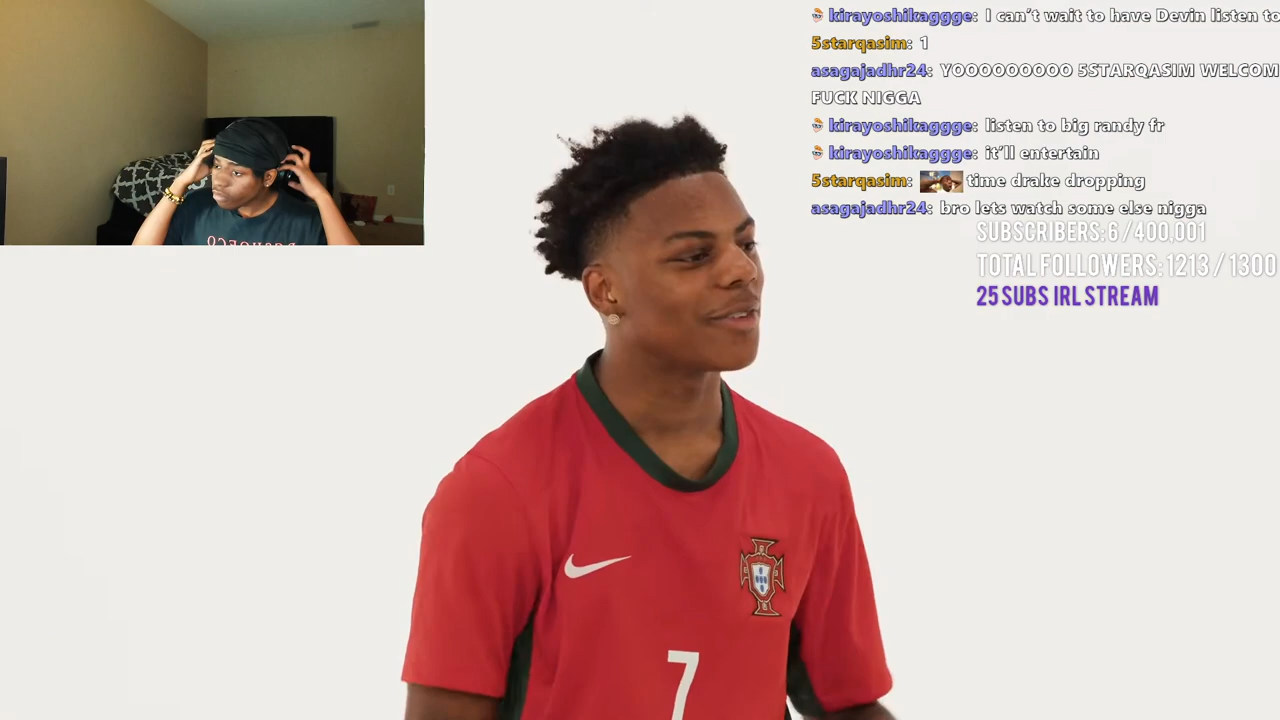 kirayoshikaggge: I can't wait to have Devin listen to
5starqasim: 1
asagajadhr24: YOOOOOOOOO 5STARQASIM WELCOM
FUCK NIGGA
kirayoshikaggge: listen to big randy fr
kirayoshikaggge: it'll entertain
5starqasim: time drake dropping
asagajadhr24: bro lets watch some else nigga
SUBSCRIBERS: 6 / 400,001
TOTAL FOLLOWERS: 1213 / 1300
25 SUBS IRL STREAM
7